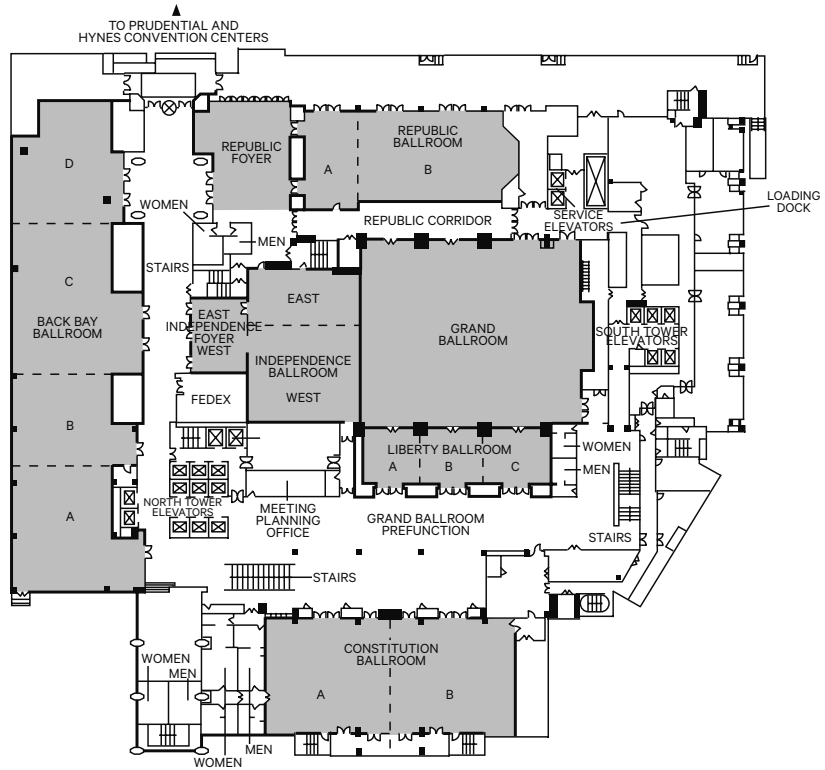 TO PRUDENTIAL AND
HYNES CONVENTION CENTERS
D
REPUBLIC
FOYER
A
REPUBLIC
BALLROOM
B
LOADING
DOCK
WOMEN
MEN
REPUBLIC CORRIDOR
SERVICE
ELEVATORS
STAIRS
C
BACK BAY
BALLROOM
EAST
INDEPENDENCE
FOYER
WEST
EAST
INDEPENDENCE
BALLROOM
WEST
GRAND
BALLROOM
SOUTH TOWER
ELEVATORS
FEDEX
B
LIBERTY BALLROOM
A
B
C
WOMEN
MEN
A
NORTH TOWER
ELEVATORS
MEETING
PLANNING
OFFICE
GRAND BALLROOM
PREFUNCTION
STAIRS
STAIRS
CONSTITUTION
BALLROOM
A
B
WOMEN
MEN
WOMEN
MEN